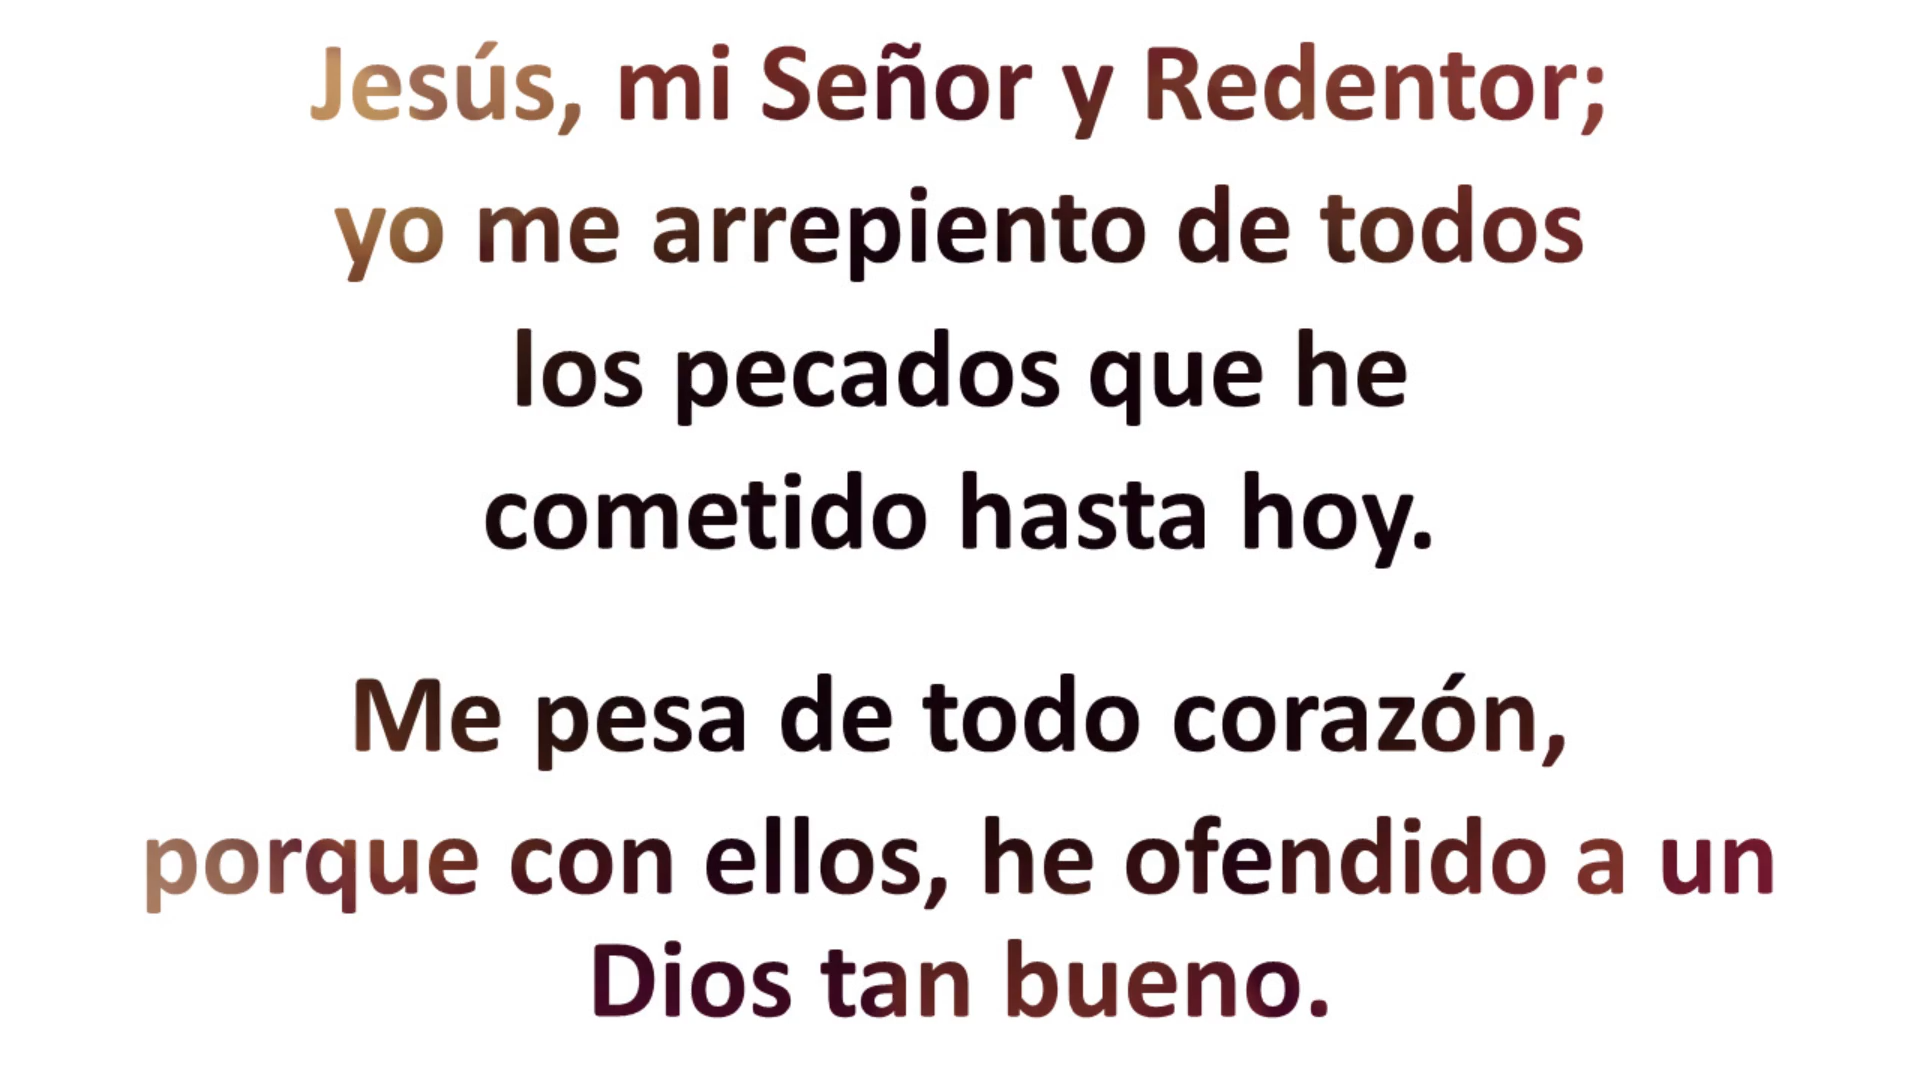 Jesús, mi Señor y Redentor;
yo me arrepiento de todos
los pecados que he
cometido hasta hoy.
Me pesa de todo corazón,
porque con ellos, he ofendido a un
Dios tan bueno.